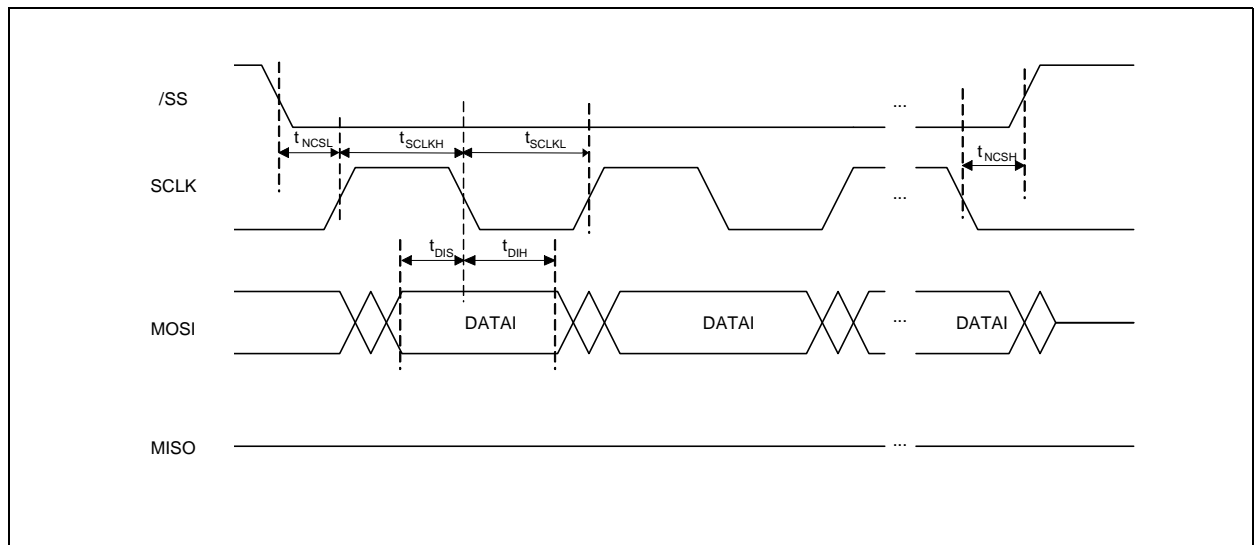 /SS
...
t NCSL
t SCLKH
t SCLKL
t NCSH
SCLK
...
t DIS
t DIH
MOSI
DATAI
DATAI
...
DATAI
MISO
...